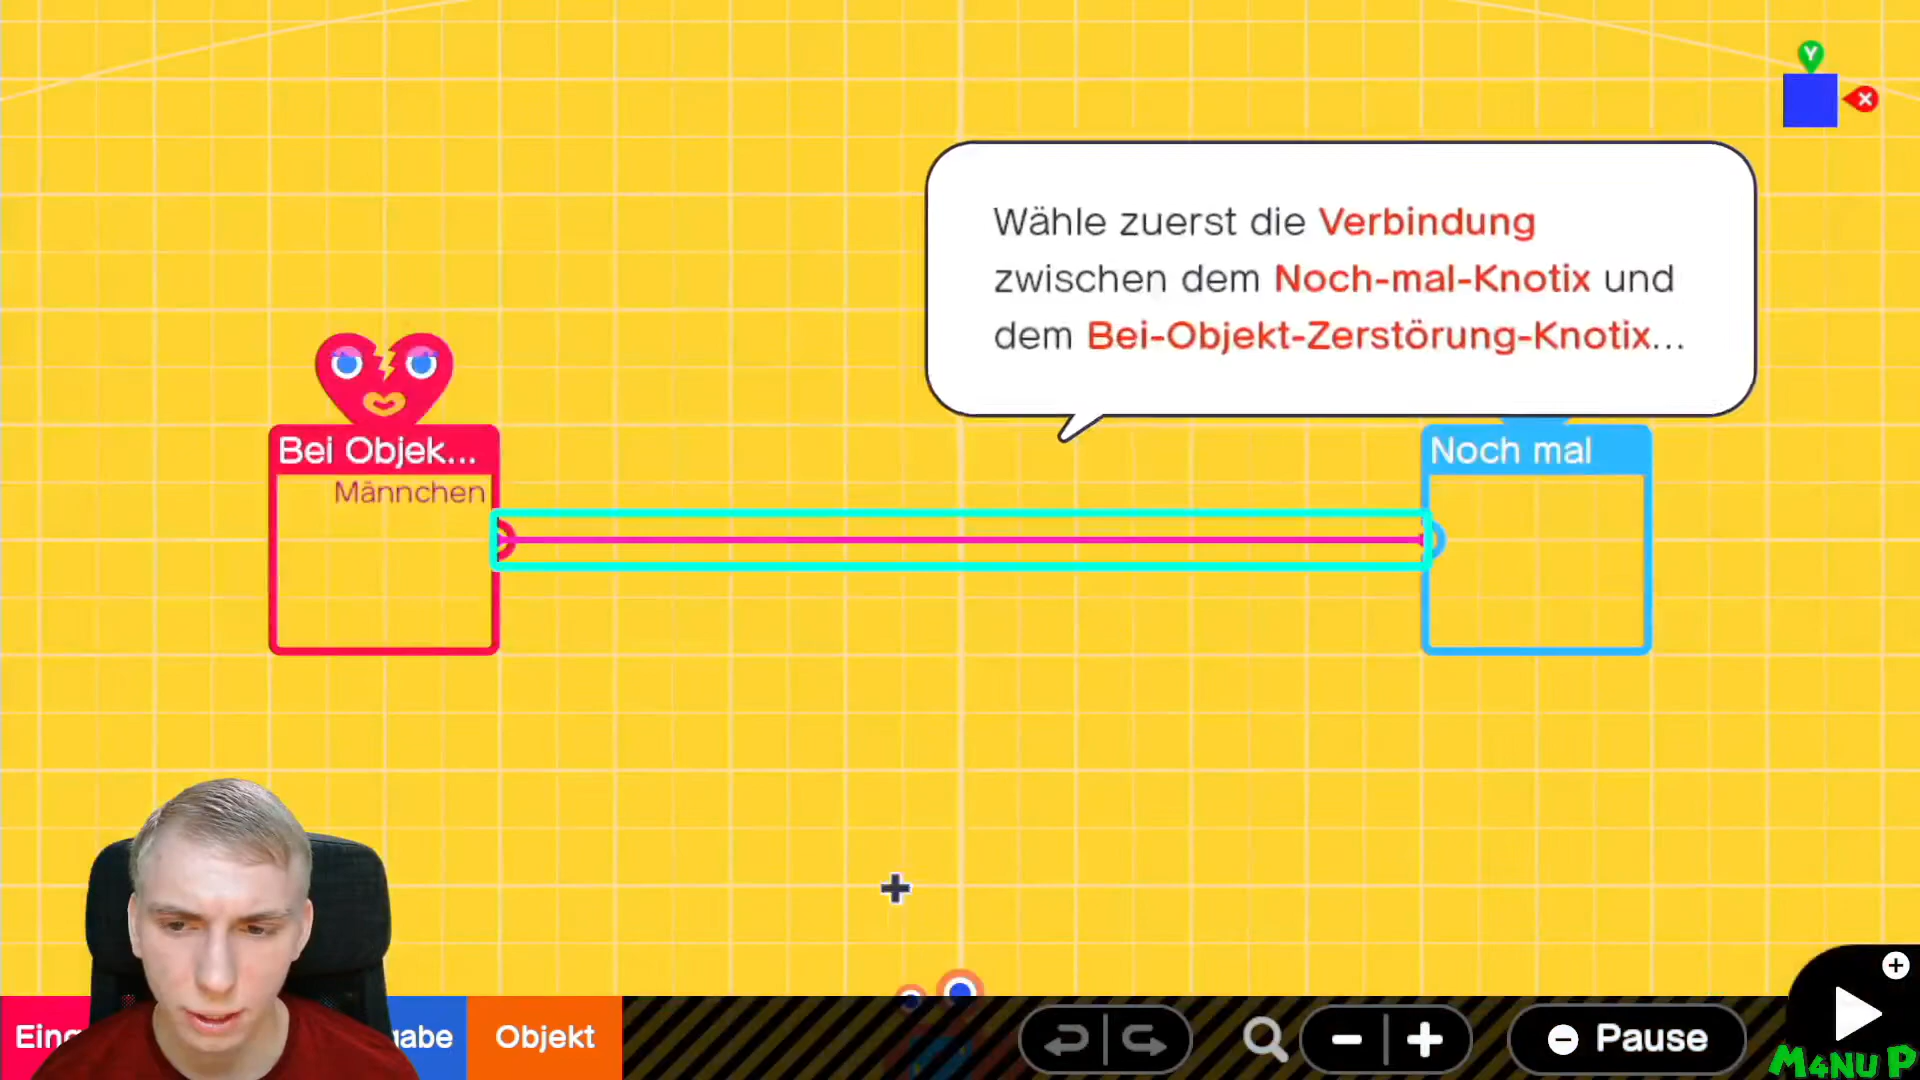 Y
X
Wähle zuerst die Verbindung
zwischen dem Noch-mal-Knotix und
dem Bei-Objekt-Zerstörung-Knotix...
Bei Objek...
Männchen
Noch mal
Objekt
Pause
M4NU P